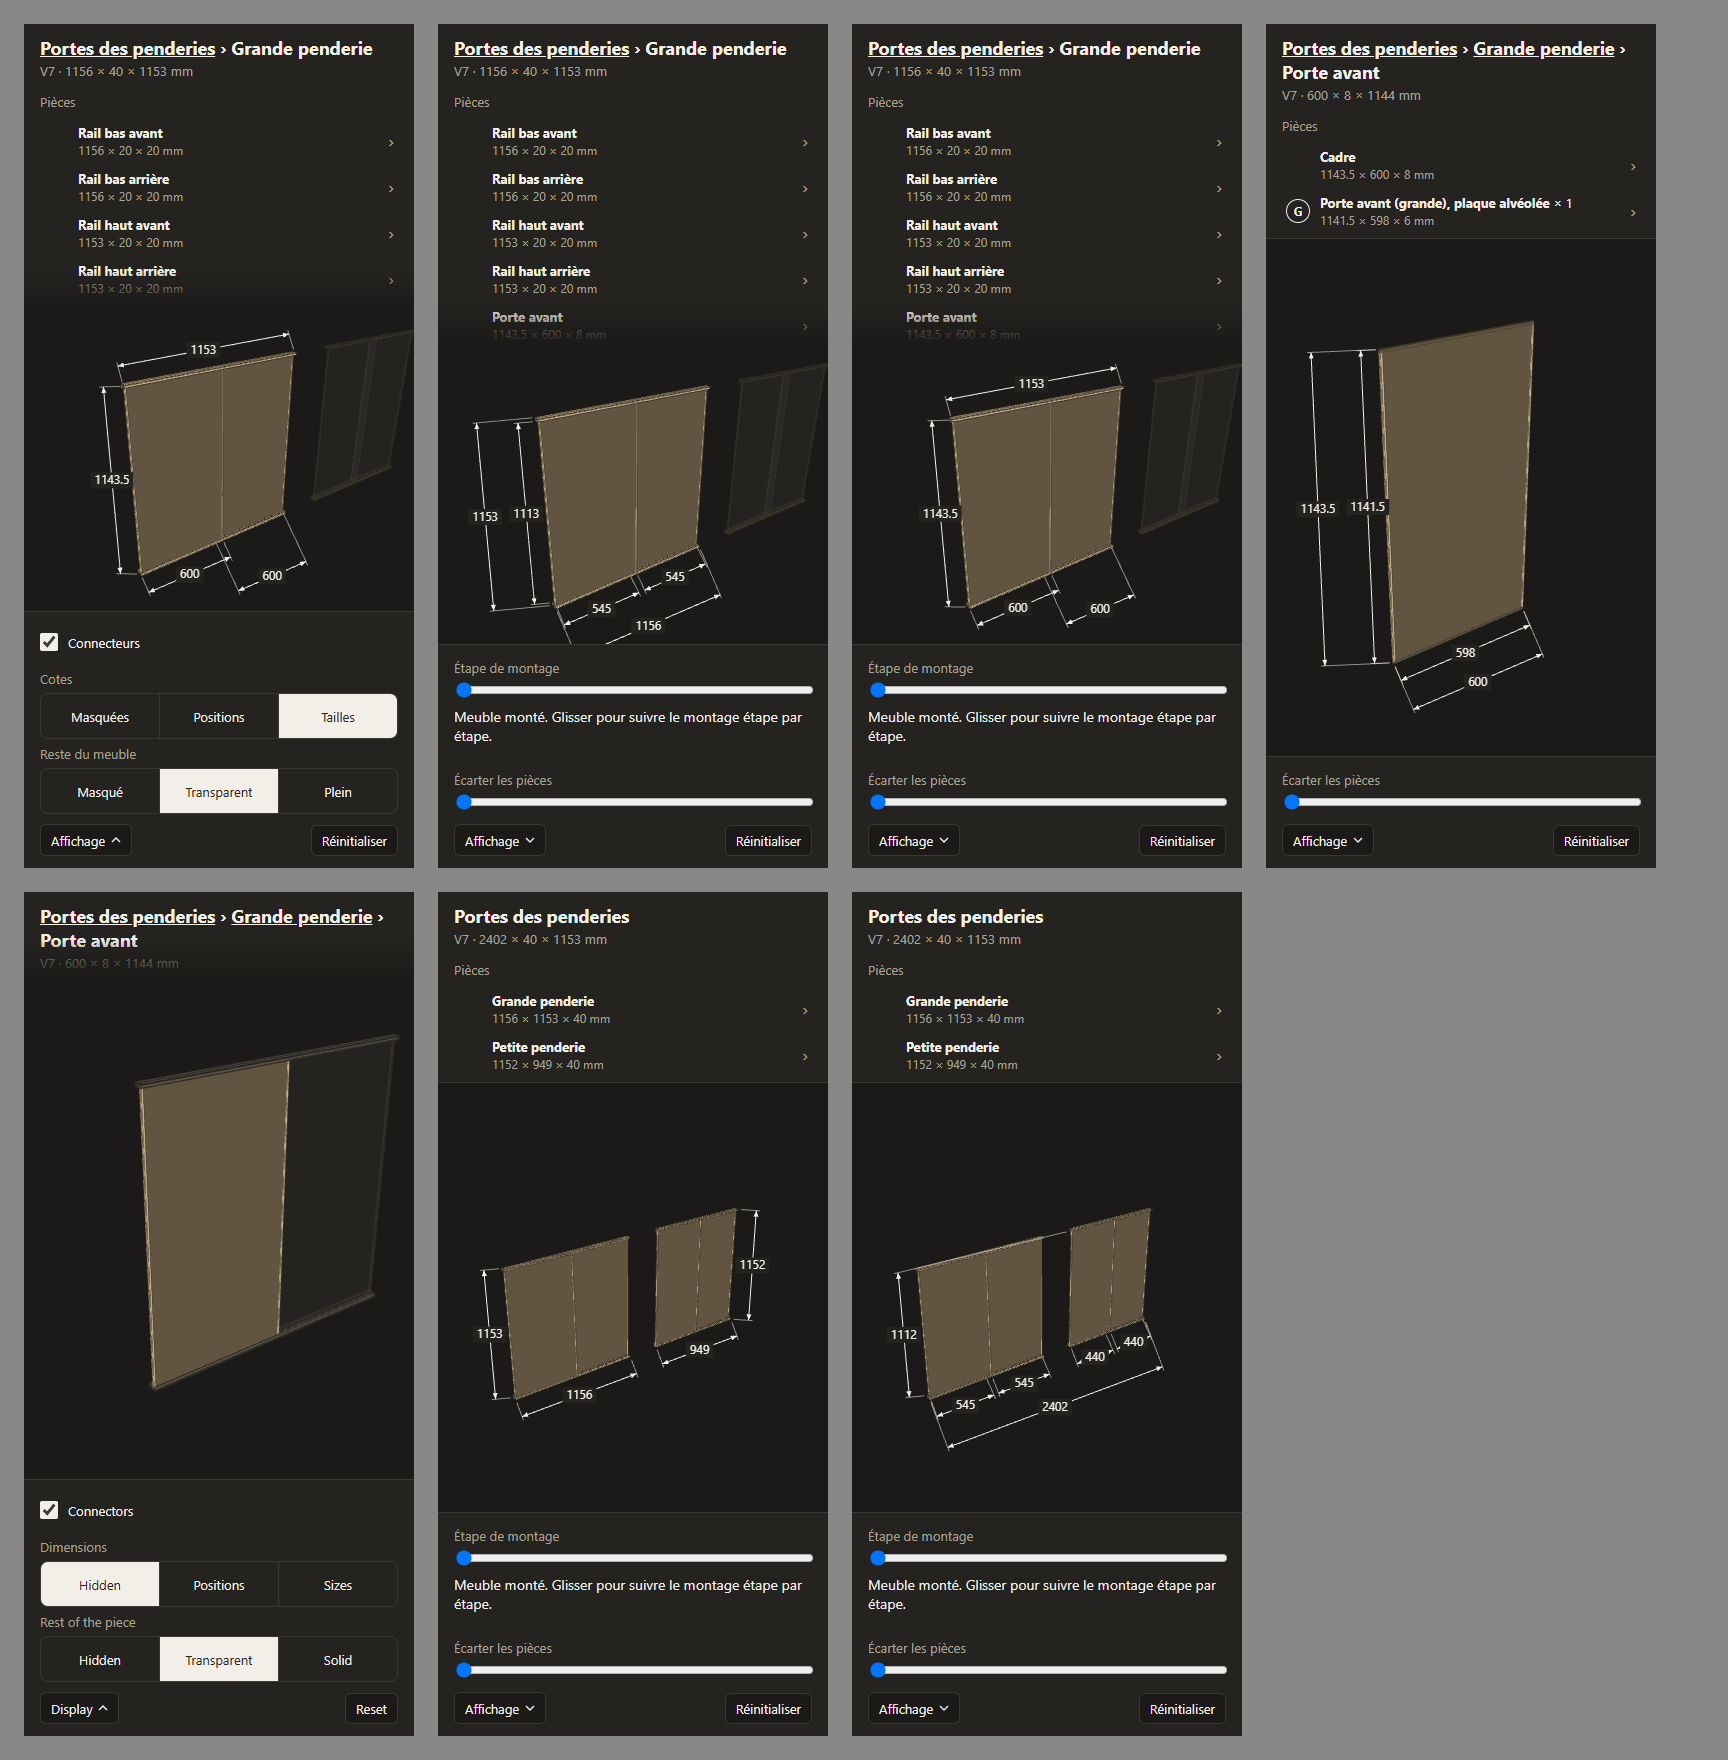 Portes des penderies › Grande penderie
V7 · 1156 × 40 × 1153 mm
Pièces
Rail bas avant
1156 × 20 × 20 mm
›
Rail bas arrière
1156 × 20 × 20 mm
›
Rail haut avant
1153 × 20 × 20 mm
›
Rail haut arrière
1153 × 20 × 20 mm
›
1153
1143.5
600
600
Connecteurs
Cotes
Masquées Positions Tailles
Reste du meuble
Masqué Transparent Plein
Affichage Réinitialiser
Portes des penderies › Grande penderie
V7 · 1156 × 40 × 1153 mm
Pièces
Rail bas avant
1156 × 20 × 20 mm
›
Rail bas arrière
1156 × 20 × 20 mm
›
Rail haut avant
1153 × 20 × 20 mm
›
Rail haut arrière
1153 × 20 × 20 mm
›
Porte avant
1143.5 × 600 × 8 mm
›
1153 1113
545
545
1156
Étape de montage
Meuble monté. Glisser pour suivre le montage étape par
étape.
Écarter les pièces
Affichage Réinitialiser
Portes des penderies › Grande penderie
V7 · 1156 × 40 × 1153 mm
Pièces
Rail bas avant
1156 × 20 × 20 mm
›
Rail bas arrière
1156 × 20 × 20 mm
›
Rail haut avant
1153 × 20 × 20 mm
›
Rail haut arrière
1153 × 20 × 20 mm
›
Porte avant
1143.5 × 600 × 8 mm
›
1153
1143.5
600 600
Étape de montage
Meuble monté. Glisser pour suivre le montage étape par
étape.
Écarter les pièces
Affichage Réinitialiser
Portes des penderies › Grande penderie ›
Porte avant
V7 · 600 × 8 × 1144 mm
Pièces
Cadre
1143.5 × 600 × 8 mm
›
G Porte avant (grande), plaque alvéolée × 1
1141.5 × 598 × 6 mm
›
1143.5 1141.5
598
600
Écarter les pièces
Affichage Réinitialiser
Portes des penderies › Grande penderie ›
Porte avant
V7 · 600 × 8 × 1144 mm
Connectors
Dimensions
Hidden Positions Sizes
Rest of the piece
Hidden Transparent Solid
Display Reset
Portes des penderies
V7 · 2402 × 40 × 1153 mm
Pièces
Grande penderie
1156 × 1153 × 40 mm
›
Petite penderie
1152 × 949 × 40 mm
›
1152
1153
949
1156
Étape de montage
Meuble monté. Glisser pour suivre le montage étape par
étape.
Écarter les pièces
Affichage Réinitialiser
Portes des penderies
V7 · 2402 × 40 × 1153 mm
Pièces
Grande penderie
1156 × 1153 × 40 mm
›
Petite penderie
1152 × 949 × 40 mm
›
1112
440
440
545
545
2402
Étape de montage
Meuble monté. Glisser pour suivre le montage étape par
étape.
Écarter les pièces
Affichage Réinitialiser